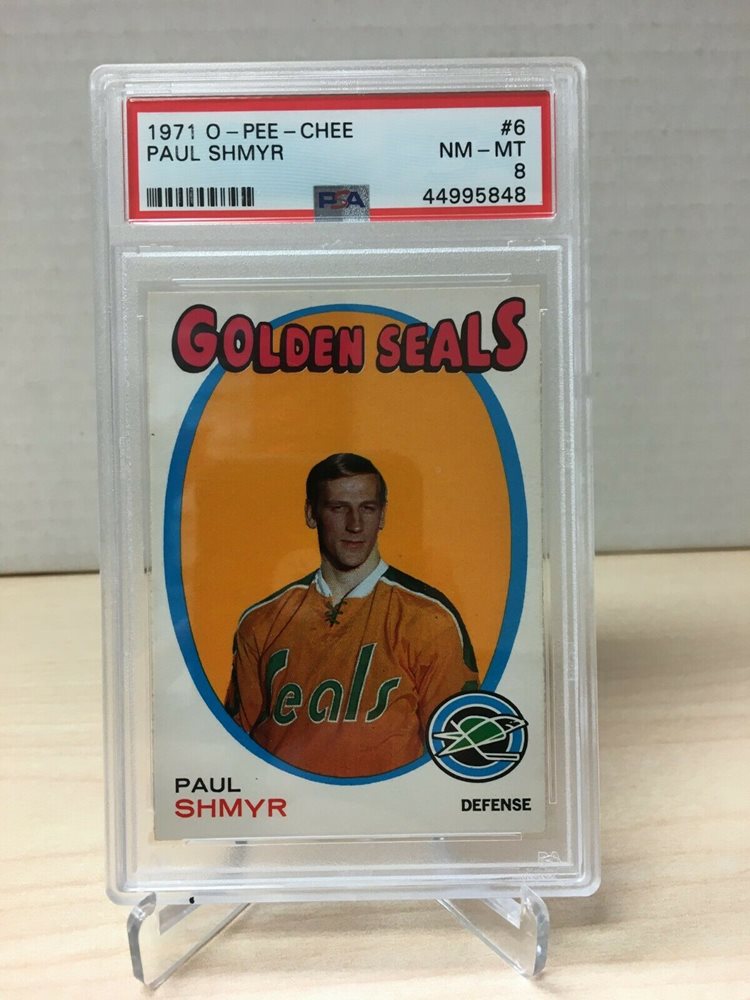 1971 O-PEE-CHEE #6
PAUL SHMYR NM-MT
8
PSA 44995848
GOLDEN SEALS
Seals
PAUL
SHMYR
DEFENSE